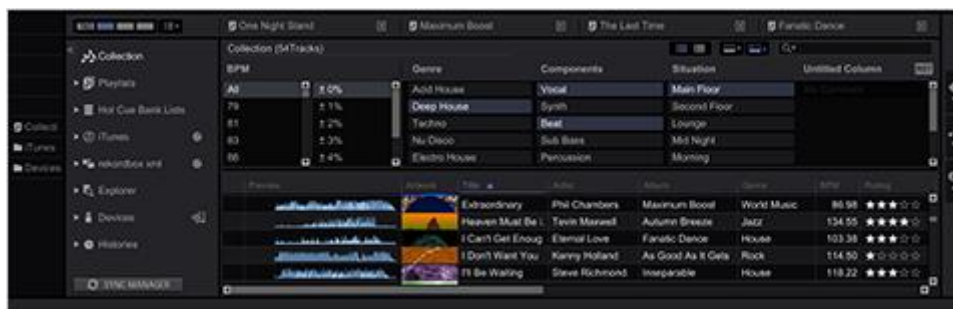 One Night Stand
Maximum Boost
The Last Time
Fanatic Dance
Collection
Playlists
Hot Cue Bank Lists
iTunes
rekordbox xml
Explorer
Devices
Histories
SYNC MANAGER
Collecti
iTunes
Devices
Collection (54Tracks)
BPM Genre Components Situation Untitled Column
All ± 0% Acid House Vocal Main Floor
79 ± 1% Deep House Synth Second Floor
81 ± 2% Techno Beat Lounge
83 ± 3% Nu Disco Sub Bass Mid Night
86 ± 4% Electro House Percussion Morning
Preview Artwork Title Artist Album Genre BPM Rating
Extraordinary Phil Chambers Maximum Boost World Music 86.98
Heaven Must Be Tavin Maxwell Autumn Breeze Jazz 134.55
I Can't Get Enoug Eternal Love Fanatic Dance House 103.38
I Don't Want You Kenny Holland As Good As It Gets Rock 114.50
I'll Be Waiting Steve Richmond Inseparable House 118.22